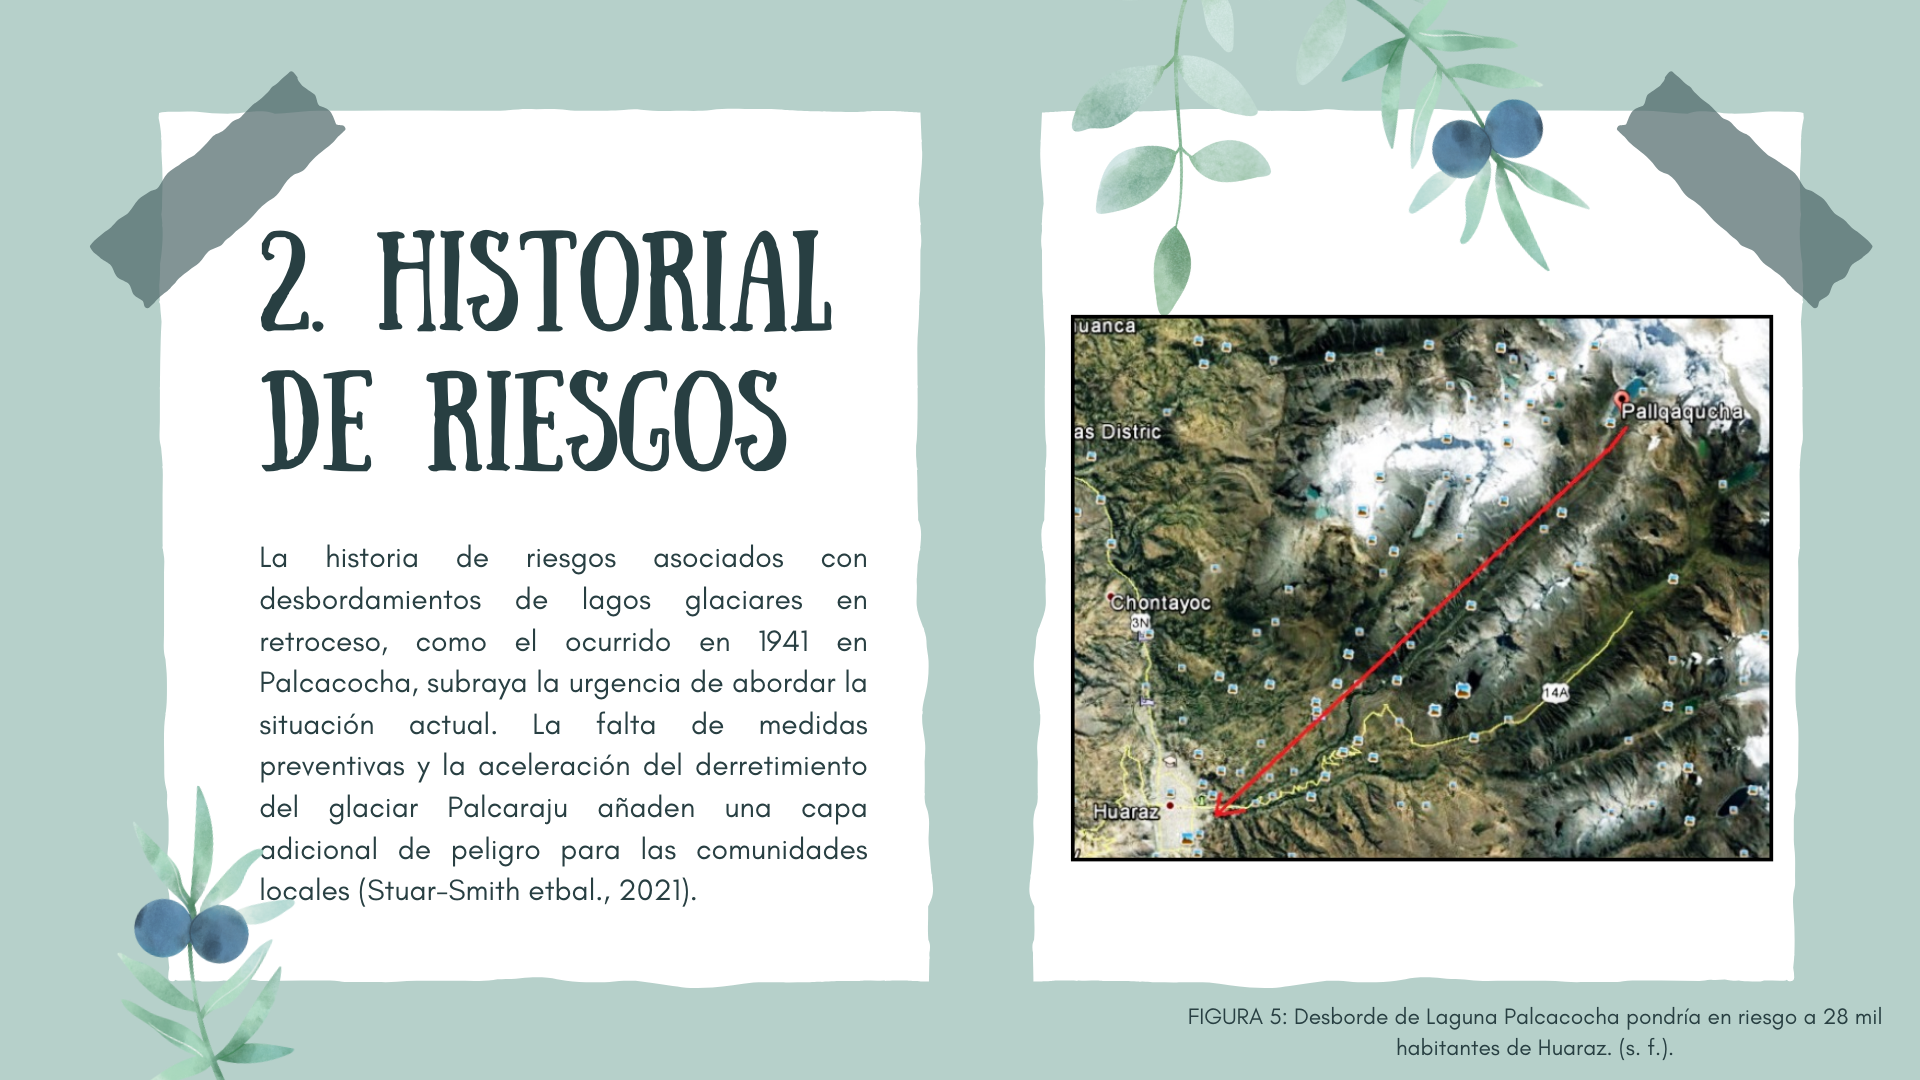 2. HISTORIAL
DE RIESGOS
La historia de riesgos asociados con
desbordamientos de lagos glaciares en
retroceso, como el ocurrido en 1941 en
Palcacocha, subraya la urgencia de abordar la
situación actual. La falta de medidas
preventivas y la aceleración del derretimiento
del glaciar Palcaraju añaden una capa
adicional de peligro para las comunidades
locales (Stuar-Smith etbal., 2021).
uanca
Pallqaqucha
as Distric
Chontayoc
3N
14A
Huaraz
FIGURA 5: Desborde de Laguna Palcacocha pondría en riesgo a 28 mil
habitantes de Huaraz. (s. f.).